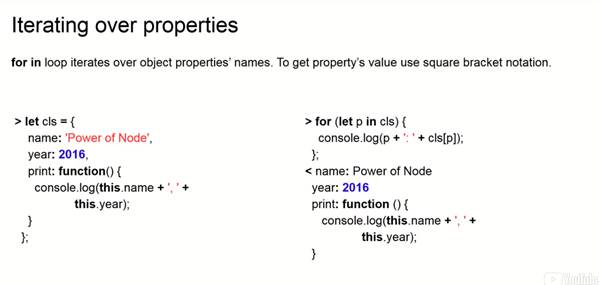 Iterating over properties
for in loop iterates over object properties’ names. To get property’s value use square bracket notation.
> let cls = {
name: 'Power of Node',
year: 2016,
print: function() {
console.log(this.name + ', ' +
this.year);
}
};
> for (let p in cls) {
console.log(p + ': ' + cls[p]);
};
< name: Power of Node
year: 2016
print: function () {
console.log(this.name + ', ' +
this.year);
}
YouTube